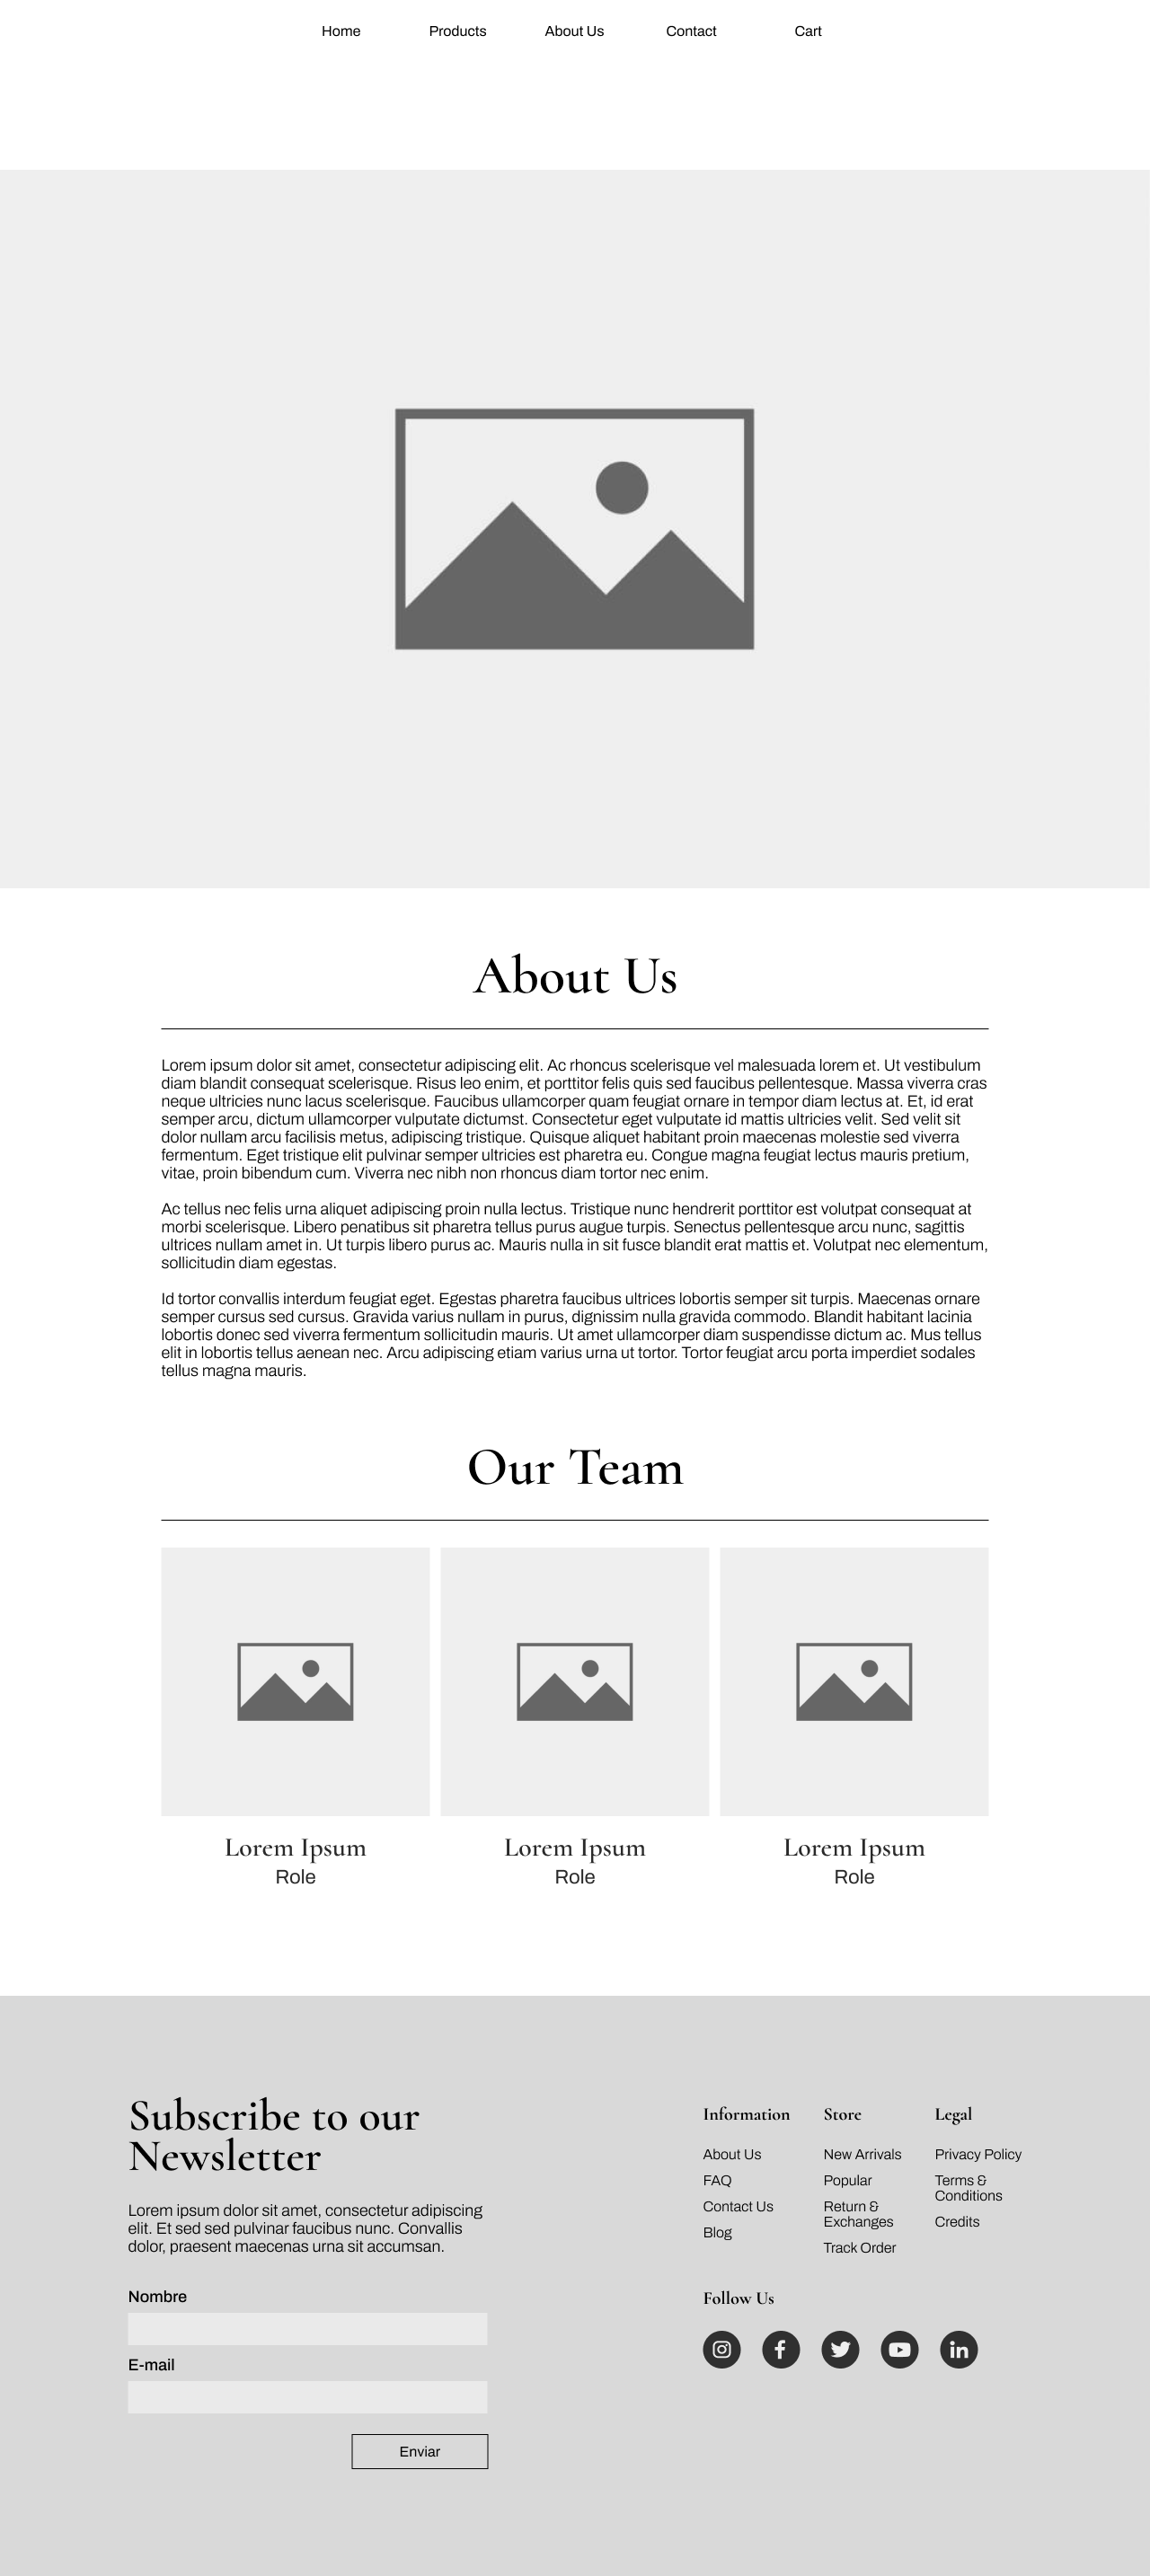 Home Products About Us Contact Cart
About Us
Lorem ipsum dolor sit amet, consectetur adipiscing elit. Ac rhoncus scelerisque vel malesuada lorem et. Ut vestibulum
diam blandit consequat scelerisque. Risus leo enim, et porttitor felis quis sed faucibus pellentesque. Massa viverra cras
neque ultricies nunc lacus scelerisque. Faucibus ullamcorper quam feugiat ornare in tempor diam lectus at. Et, id erat
semper arcu, dictum ullamcorper vulputate dictumst. Consectetur eget vulputate id mattis ultricies velit. Sed velit sit
dolor nullam arcu facilisis metus, adipiscing tristique. Quisque aliquet habitant proin maecenas molestie sed viverra
fermentum. Eget tristique elit pulvinar semper ultricies est pharetra eu. Congue magna feugiat lectus mauris pretium,
vitae, proin bibendum cum. Viverra nec nibh non rhoncus diam tortor nec enim.
Ac tellus nec felis urna aliquet adipiscing proin nulla lectus. Tristique nunc hendrerit porttitor est volutpat consequat at
morbi scelerisque. Libero penatibus sit pharetra tellus purus augue turpis. Senectus pellentesque arcu nunc, sagittis
ultrices nullam amet in. Ut turpis libero purus ac. Mauris nulla in sit fusce blandit erat mattis et. Volutpat nec elementum,
sollicitudin diam egestas.
Id tortor convallis interdum feugiat eget. Egestas pharetra faucibus ultrices lobortis semper sit turpis. Maecenas ornare
semper cursus sed cursus. Gravida varius nullam in purus, dignissim nulla gravida commodo. Blandit habitant lacinia
lobortis donec sed viverra fermentum sollicitudin mauris. Ut amet ullamcorper diam suspendisse dictum ac. Mus tellus
elit in lobortis tellus aenean nec. Arcu adipiscing etiam varius urna ut tortor. Tortor feugiat arcu porta imperdiet sodales
tellus magna mauris.
Our Team
Lorem Ipsum
Role
Lorem Ipsum
Role
Lorem Ipsum
Role
Subscribe to our
Newsletter
Lorem ipsum dolor sit amet, consectetur adipiscing
elit. Et sed sed pulvinar faucibus nunc. Convallis
dolor, praesent maecenas urna sit accumsan.
Nombre
E-mail
Enviar
Information
About Us
FAQ
Contact Us
Blog
Store
New Arrivals
Popular
Return &
Exchanges
Track Order
Legal
Privacy Policy
Terms &
Conditions
Credits
Follow Us